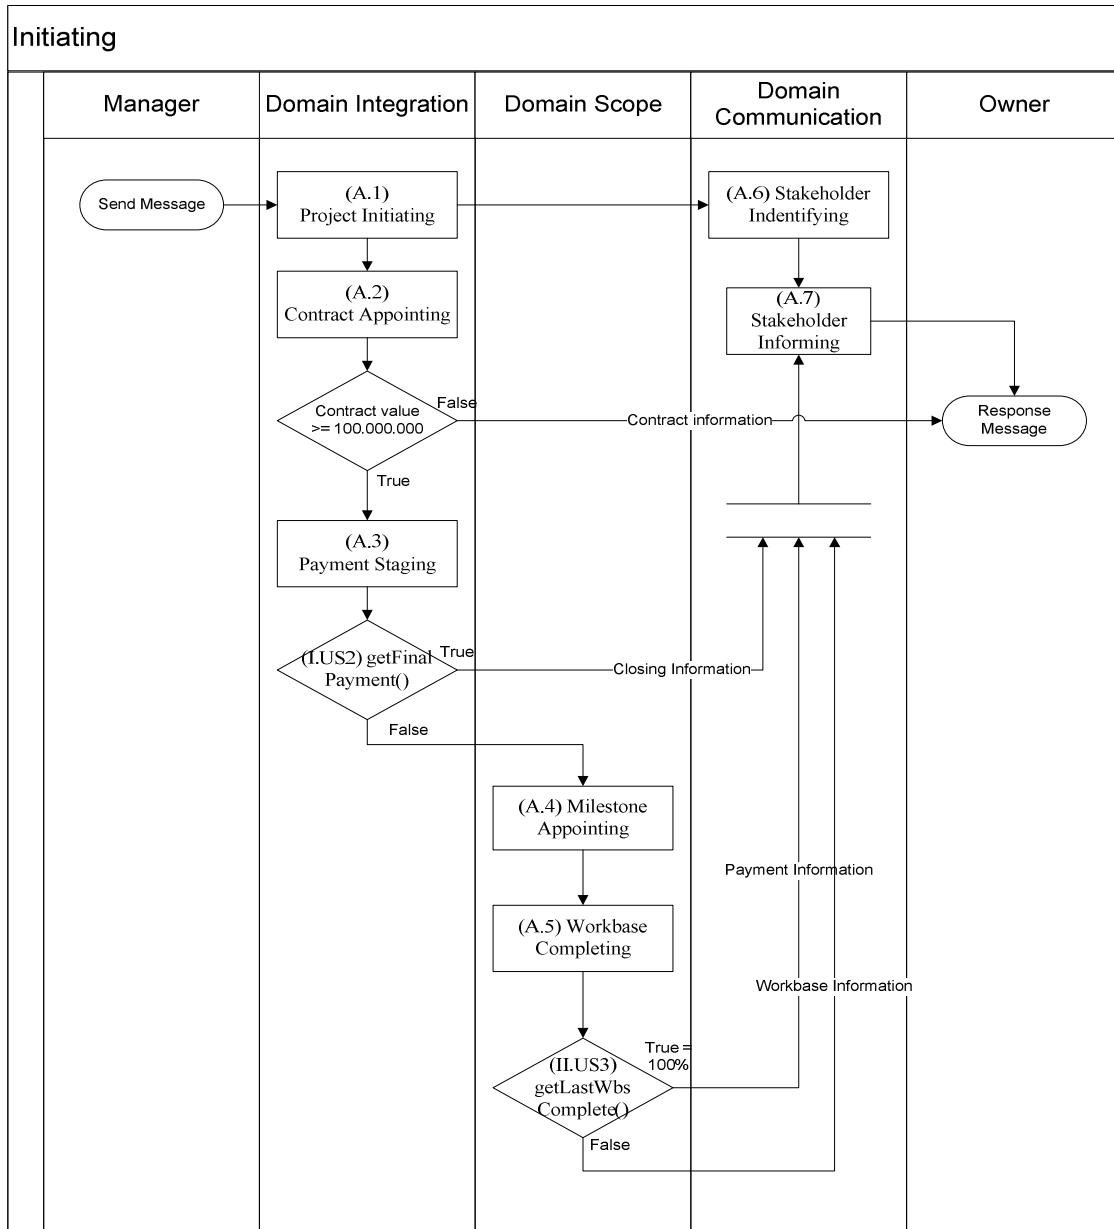 Initiating
Manager
Domain Integration
Domain Scope
Domain
Communication
Owner
Send Message
(A.1)
Project Initiating
(A.6) Stakeholder
Indentifying
(A.2)
Contract Appointing
(A.7)
Stakeholder
Informing
Contract value
>= 100.000.000
False
Contract information
Response
Message
True
(A.3)
Payment Staging
(I.US2) getFinal
Payment()
True
Closing Information
False
(A.4) Milestone
Appointing
Payment Information
(A.5) Workbase
Completing
Workbase Information
True =
100%
(II.US3)
getLastWbs
Complete()
False